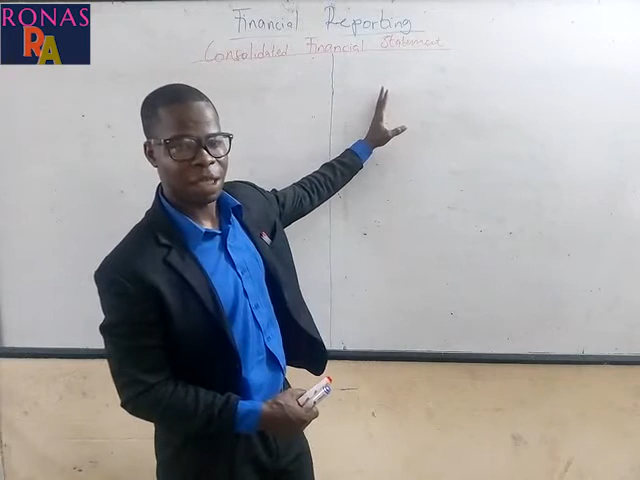 RONAS
RA
Financial Reporting
Consolidated Financial Statement